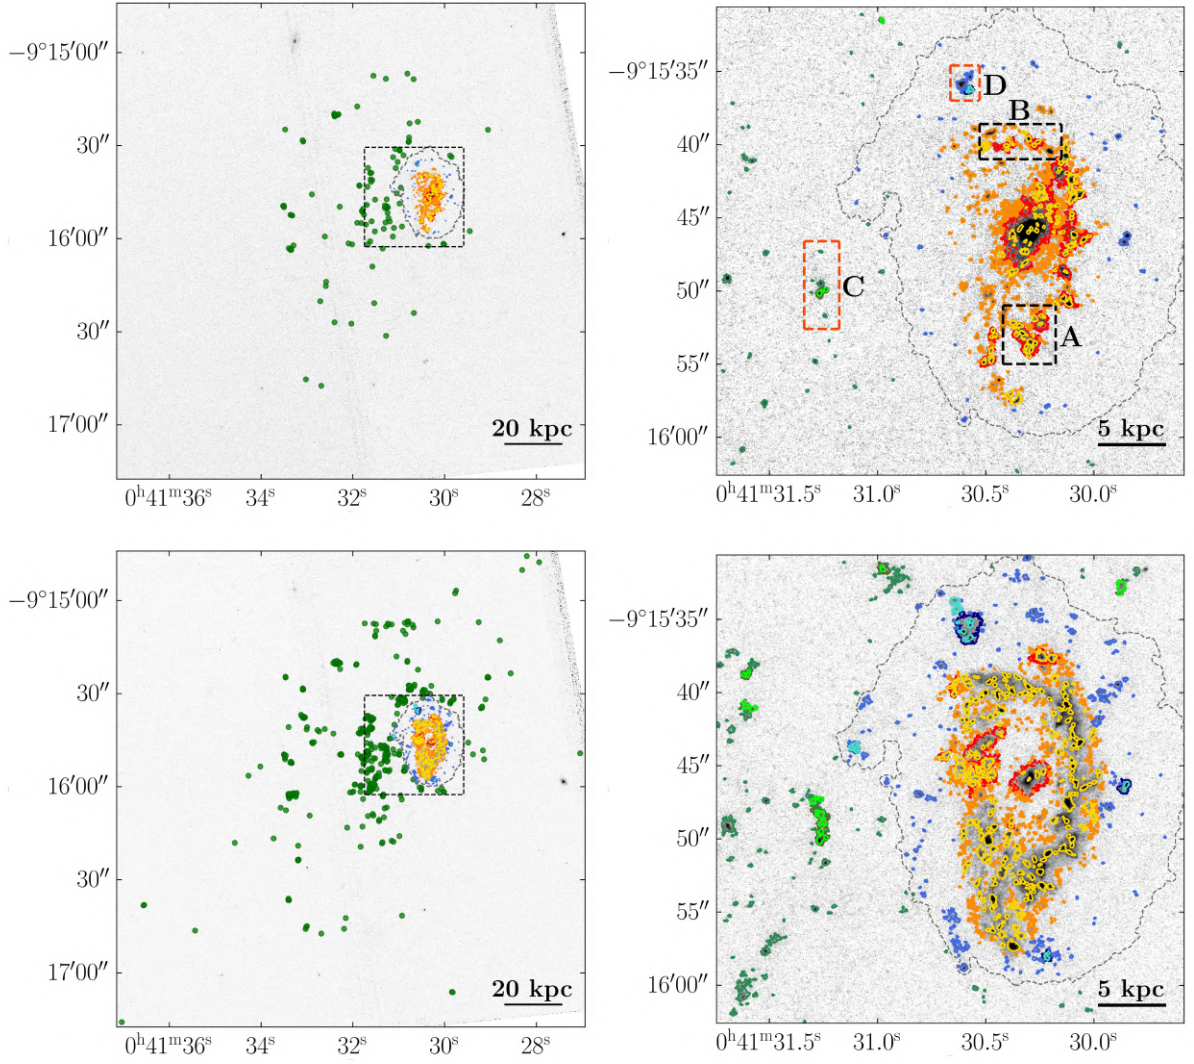 −9°15′00″
30″
16′00″
30″
17′00″
20 kpc
0ʰ41ᵐ36ˢ 34ˢ 32ˢ 30ˢ 28ˢ
−9°15′35″
40″
45″
50″
55″
16′00″
D
B
C
A
5 kpc
0ʰ41ᵐ31.5ˢ 31.0ˢ 30.5ˢ 30.0ˢ
−9°15′00″
30″
16′00″
30″
17′00″
20 kpc
0ʰ41ᵐ36ˢ 34ˢ 32ˢ 30ˢ 28ˢ
−9°15′35″
40″
45″
50″
55″
16′00″
5 kpc
0ʰ41ᵐ31.5ˢ 31.0ˢ 30.5ˢ 30.0ˢ